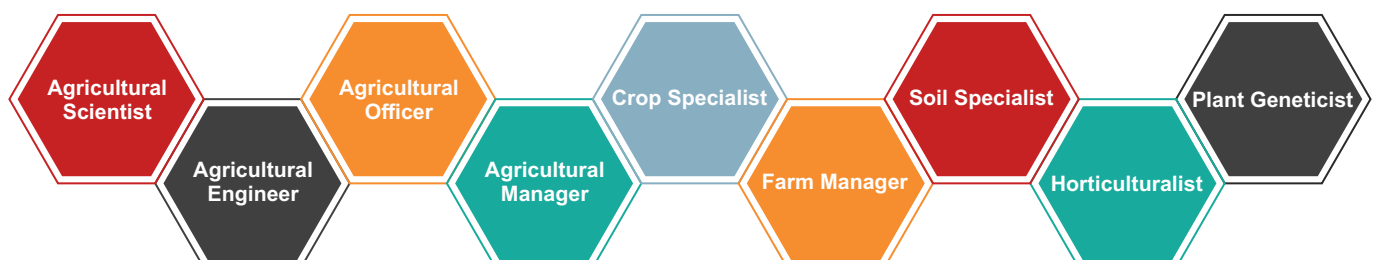 Agricultural
Scientist
Agricultural
Engineer
Agricultural
Officer
Agricultural
Manager
Crop Specialist
Farm Manager
Soil Specialist
Horticulturalist
Plant Geneticist